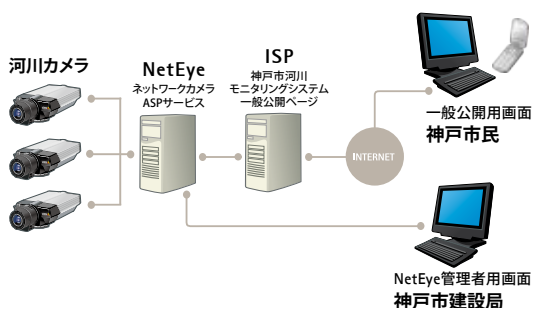 河川カメラ
NetEye
ネットワークカメラ
ASPサービス
ISP
神戸市河川
モニタリングシステム
一般公開ページ
INTERNET
一般公開用画面
神戸市民
NetEye管理者用画面
神戸市建設局